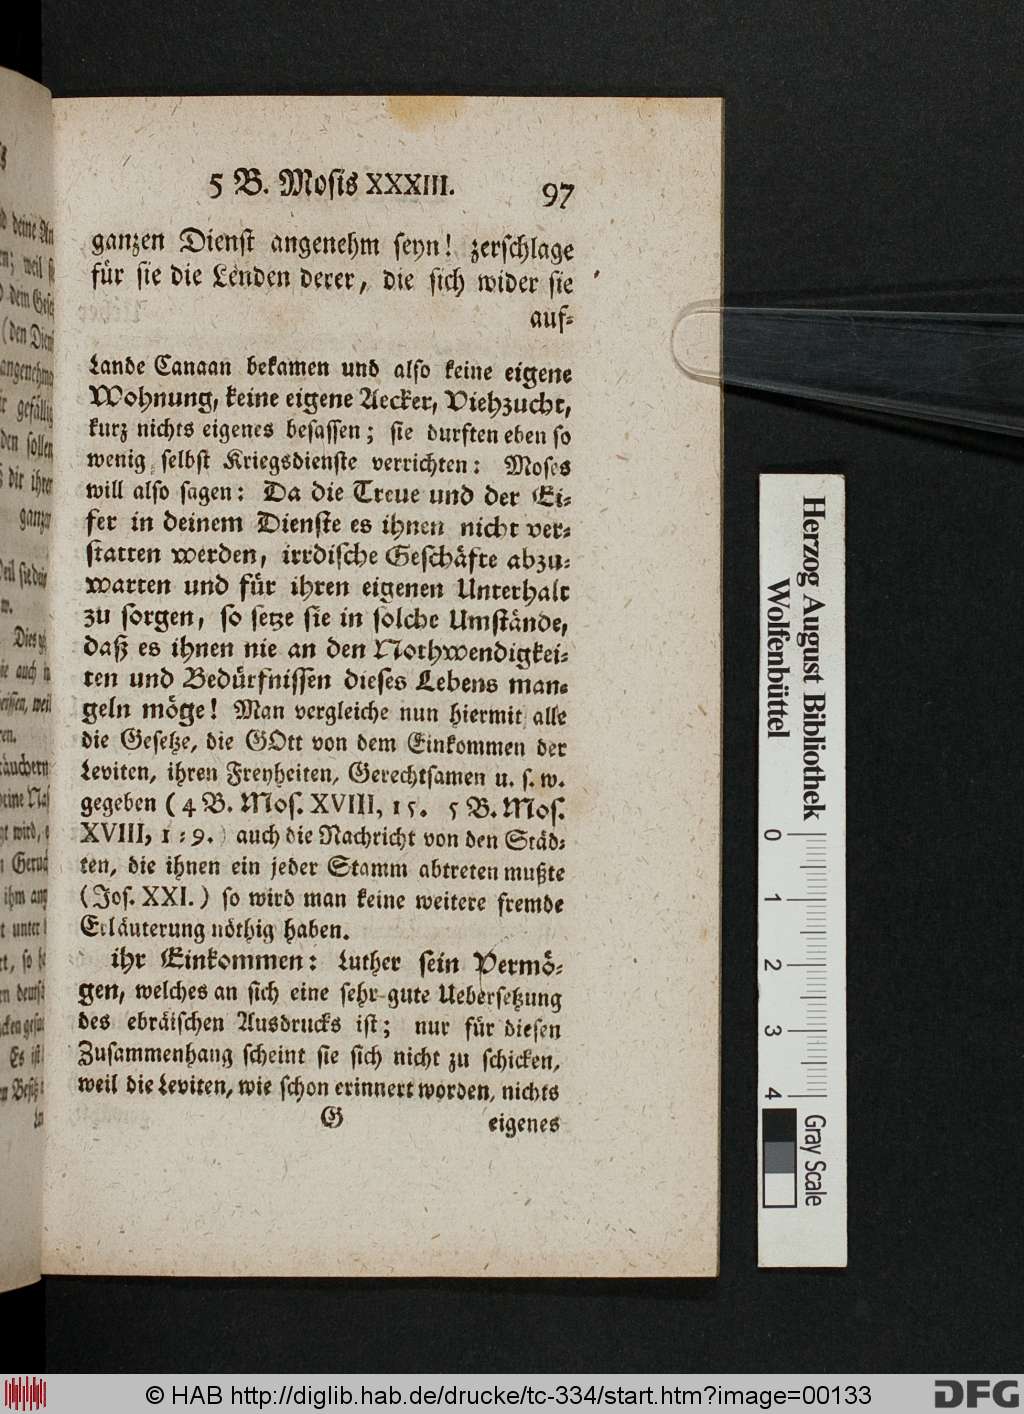 5 B. Mosis XXXIII. 97
ganzen Dienst angenehm seyn! zerschlage
für sie die Lenden derer, die sich wider sie
auf-
Lande Canaan bekamen und also keine eigene
Wohnung, keine eigene Aecker, Viehzucht,
kurz nichts eigenes besassen; sie durften eben so
wenig selbst Kriegsdienste verrichten: Moses
will also sagen: Da die Treue und der Ei-
fer in deinem Dienste es ihnen nicht ver-
statten werden, irrdische Geschäfte abzu-
warten und für ihren eigenen Unterhalt
zu sorgen, so setze sie in solche Umstände,
daß es ihnen nie an den Nothwendigkei-
ten und Bedürfnissen dieses Lebens man-
geln möge! Man vergleiche nun hiermit alle
die Gesetze, die GOtt von dem Einkommen der
Leviten, ihren Freyheiten, Gerechtsamen u. s. w.
gegeben (4 B. Mos. XVIII, 15. 5 B. Mos.
XVIII, 1-9.) auch die Nachricht von den Städ-
ten, die ihnen ein jeder Stamm abtreten mußte
(Jos. XXI.) so wird man keine weitere fremde
Erläuterung nöthig haben.
ihr Einkommen: Luther sein Vermö-
gen, welches an sich eine sehr gute Uebersetzung
des ebräischen Ausdrucks ist; nur für diesen
Zusammenhang scheint sie sich nicht zu schicken,
weil die Leviten, wie schon erinnert worden, nichts
G eigenes
Herzog August Bibliothek
Wolfenbüttel
0 1 2 3 4
Gray Scale
© HAB http://diglib.hab.de/drucke/tc-334/start.htm?image=00133
DFG